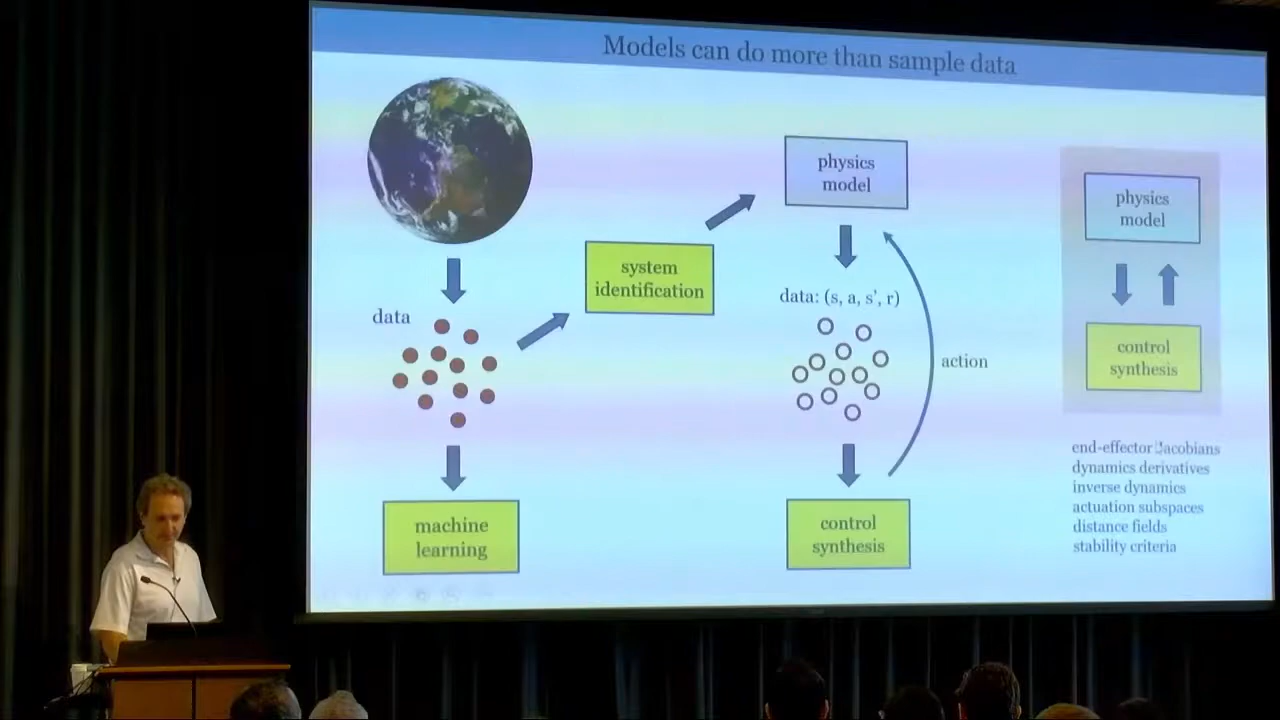 Models can do more than sample data
data
machine
learning
system
identification
physics
model
data: (s, a, s', r)
action
control
synthesis
physics
model
control
synthesis
end-effector Jacobians
dynamics derivatives
inverse dynamics
actuation subspaces
distance fields
stability criteria